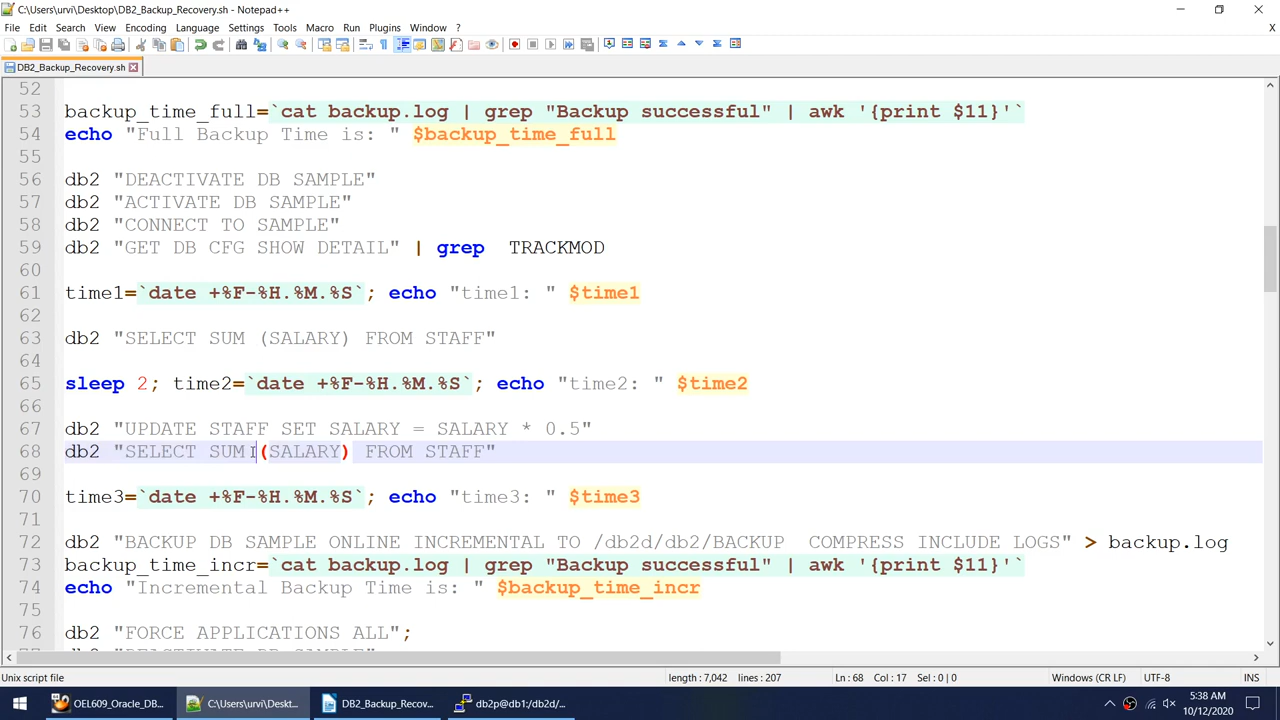 C:\Users\urvi\Desktop\DB2_Backup_Recovery.sh - Notepad++
File Edit Search View Encoding Language Settings Tools Macro Run Plugins Window ? X
DB2_Backup_Recovery.sh
52
53 backup_time_full=`cat backup.log | grep "Backup successful" | awk '{print $11}'`
54 echo "Full Backup Time is: " $backup_time_full
55
56 db2 "DEACTIVATE DB SAMPLE"
57 db2 "ACTIVATE DB SAMPLE"
58 db2 "CONNECT TO SAMPLE"
59 db2 "GET DB CFG SHOW DETAIL" | grep  TRACKMOD
60
61 time1=`date +%F-%H.%M.%S`; echo "time1: " $time1
62
63 db2 "SELECT SUM (SALARY) FROM STAFF"
64
65 sleep 2; time2=`date +%F-%H.%M.%S`; echo "time2: " $time2
66
67 db2 "UPDATE STAFF SET SALARY = SALARY * 0.5"
68 db2 "SELECT SUM (SALARY) FROM STAFF"
69
70 time3=`date +%F-%H.%M.%S`; echo "time3: " $time3
71
72 db2 "BACKUP DB SAMPLE ONLINE INCREMENTAL TO /db2d/db2/BACKUP  COMPRESS INCLUDE LOGS" > backup.log
73 backup_time_incr=`cat backup.log | grep "Backup successful" | awk '{print $11}'`
74 echo "Incremental Backup Time is: " $backup_time_incr
75
76 db2 "FORCE APPLICATIONS ALL";
77 db2 "DEACTIVATE DB SAMPLE"
Unix script file length : 7,042 lines : 207 Ln : 68 Col : 17 Sel : 0 | 0 Windows (CR LF) UTF-8 INS
OEL609_Oracle_DB... C:\Users\urvi\Deskt... DB2_Backup_Recov... db2p@db1:/db2d/... 5:38 AM
10/12/2020